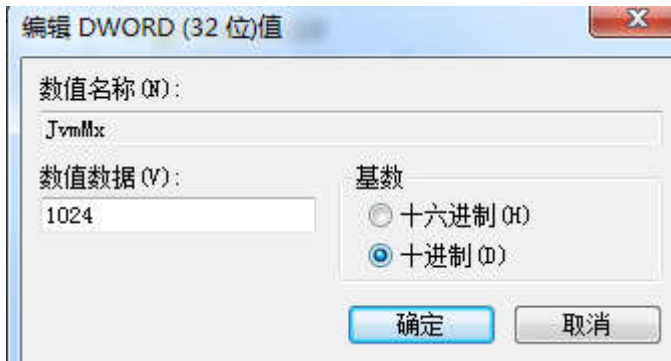 编辑 DWORD (32 位)值
数值名称(N):
JvmMx
数值数据(V):
1024
基数
十六进制(H)
十进制(D)
确定
取消